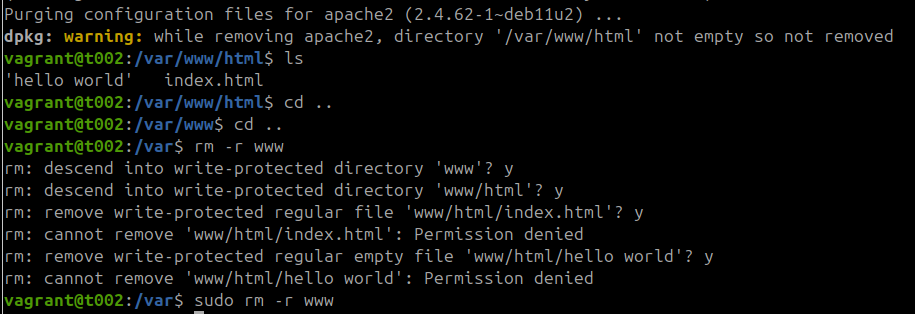 Purging configuration files for apache2 (2.4.62-1~deb11u2) ...
dpkg: warning: while removing apache2, directory '/var/www/html' not empty so not removed
vagrant@t002:/var/www/html$ ls
'hello world'   index.html
vagrant@t002:/var/www/html$ cd ..
vagrant@t002:/var/www$ cd ..
vagrant@t002:/var$ rm -r www
rm: descend into write-protected directory 'www'? y
rm: descend into write-protected directory 'www/html'? y
rm: remove write-protected regular file 'www/html/index.html'? y
rm: cannot remove 'www/html/index.html': Permission denied
rm: remove write-protected regular empty file 'www/html/hello world'? y
rm: cannot remove 'www/html/hello world': Permission denied
vagrant@t002:/var$ sudo rm -r www